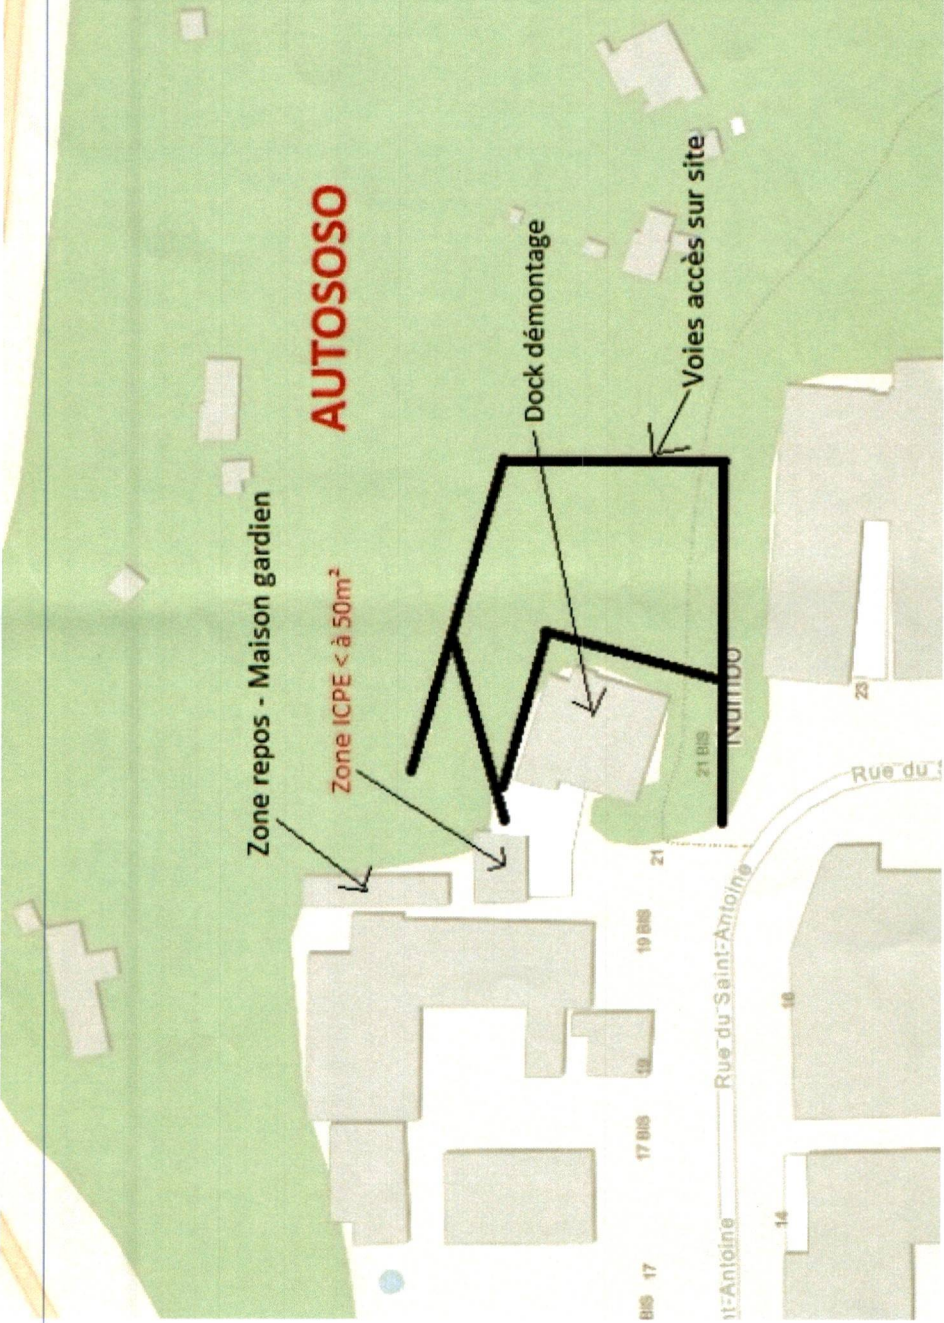 AUTOSOSO
Zone repos - Maison gardien
Zone ICPE < à 50m²
Dock démontage
Voies accès sur site
Numbo
21 BIS
21
23
Rue du
19 BIS
19
Rue du Saint-Antoine
16
17 BIS
14
BIS 17
nt-Antoine